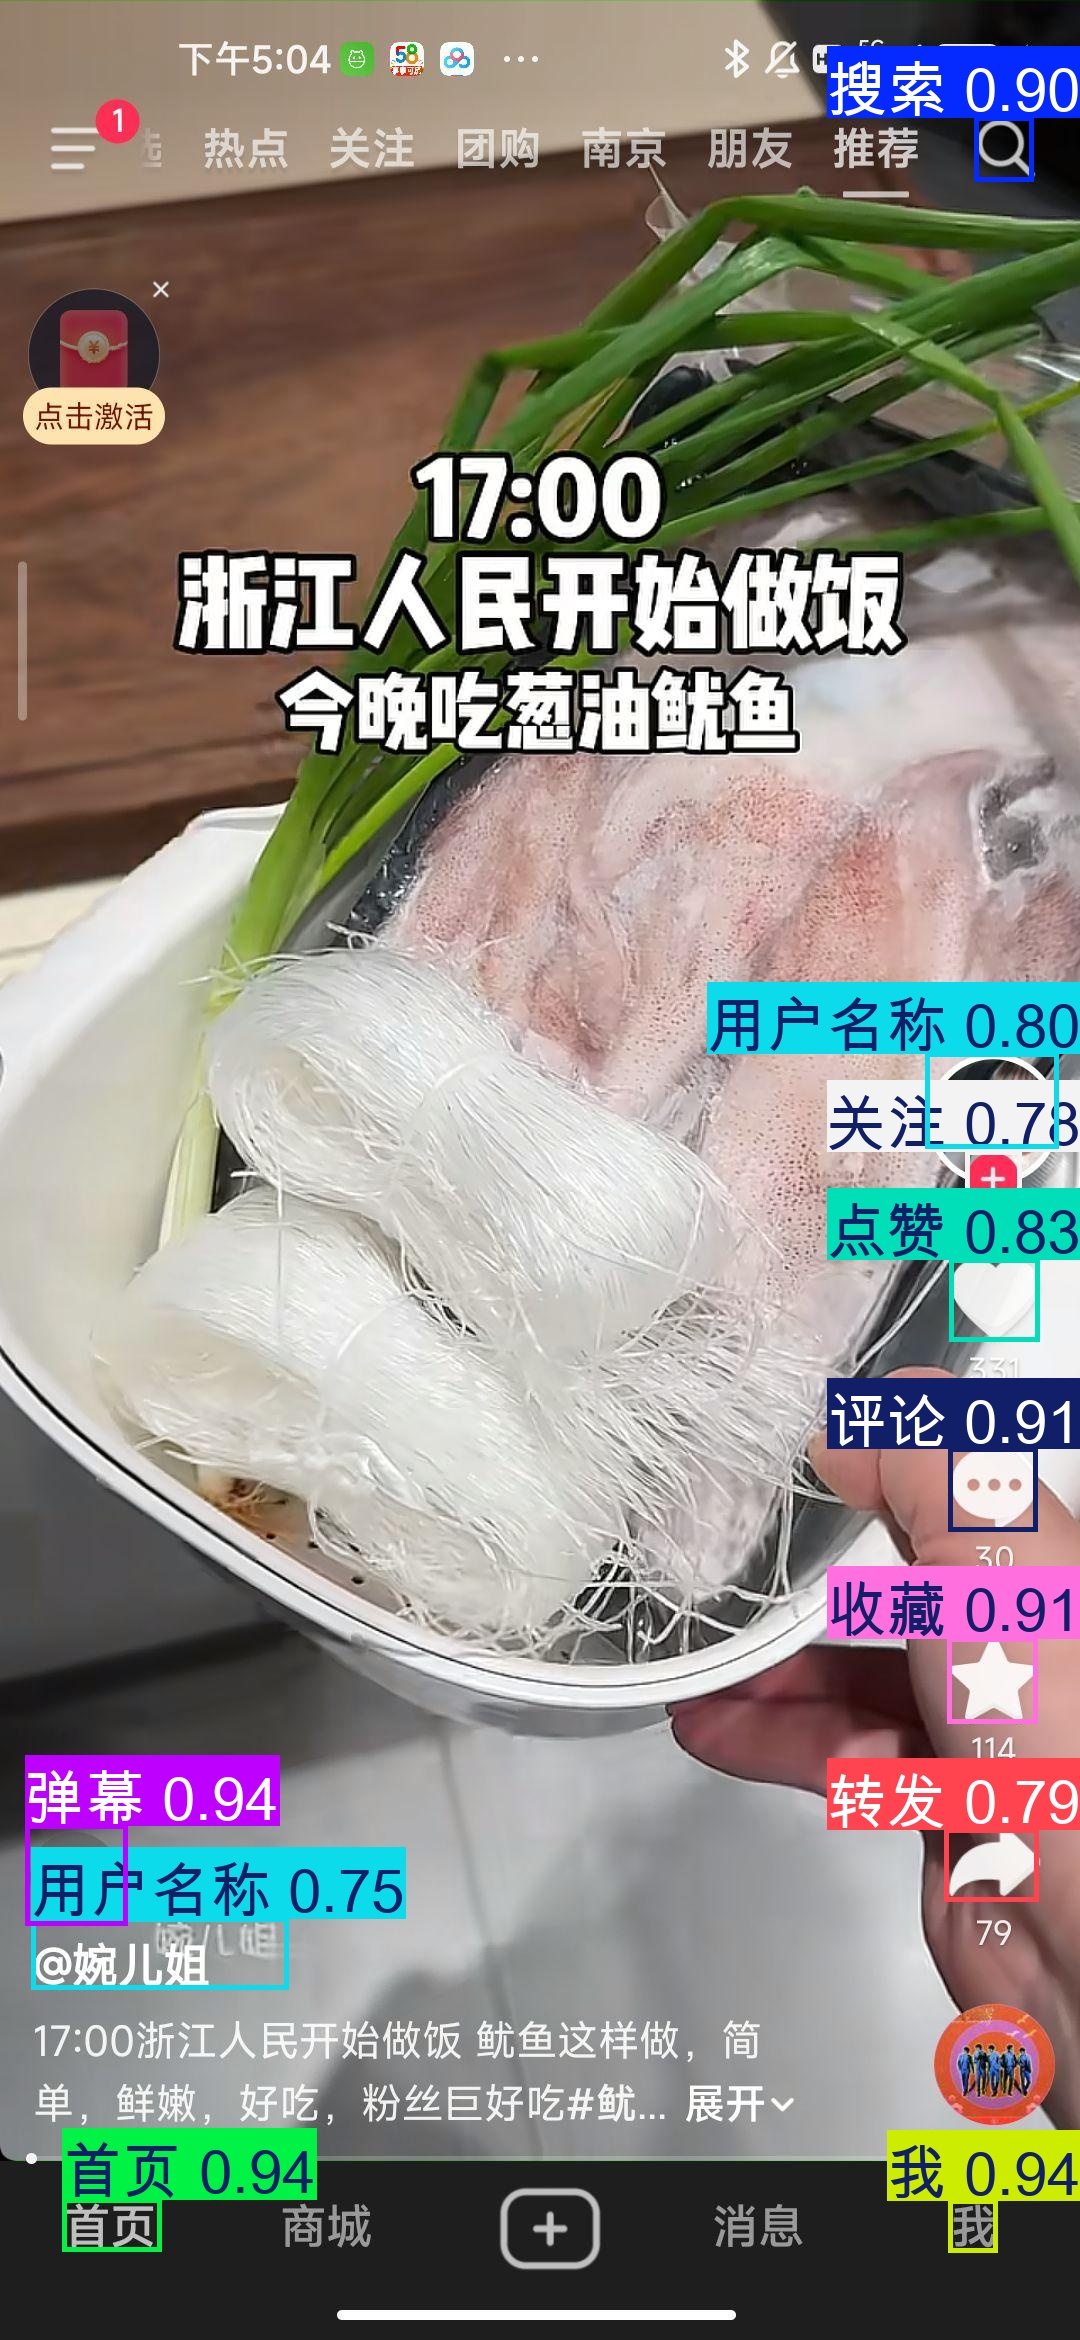 下午5:04
58
...
搜索 0.90
1
热点 关注 团购 南京 朋友 推荐
点击激活
17:00
浙江人民开始做饭
今晚吃葱油鱿鱼
用户名称 0.80
关注 0.78
点赞 0.83
331
评论 0.91
30
收藏 0.91
114
弹幕 0.94
转发 0.79
用户名称 0.75
79
@婉儿姐
17:00浙江人民开始做饭 鱿鱼这样做，简
单，鲜嫩，好吃，粉丝巨好吃#鱿... 展开
首页 0.94
我 0.94
首页 商城 消息 我